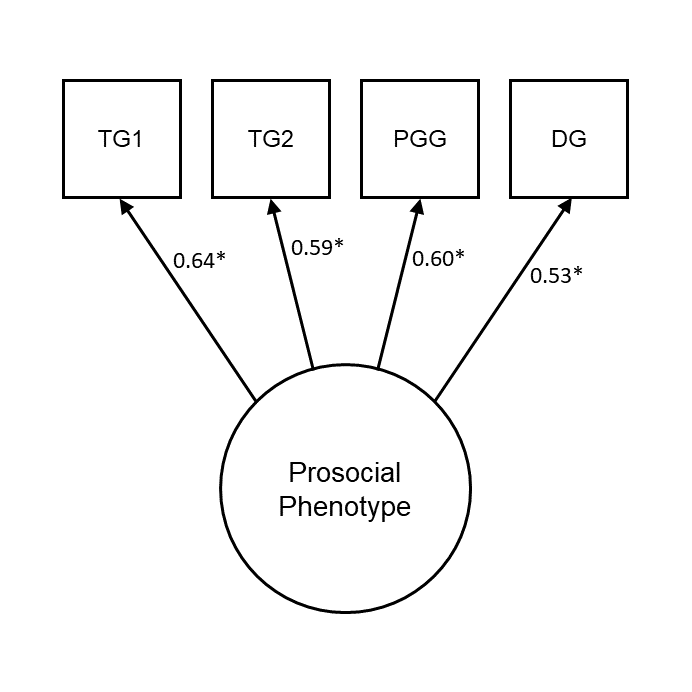 TG1
TG2
PGG
DG
0.64*
0.59*
0.60*
0.53*
Prosocial
Phenotype